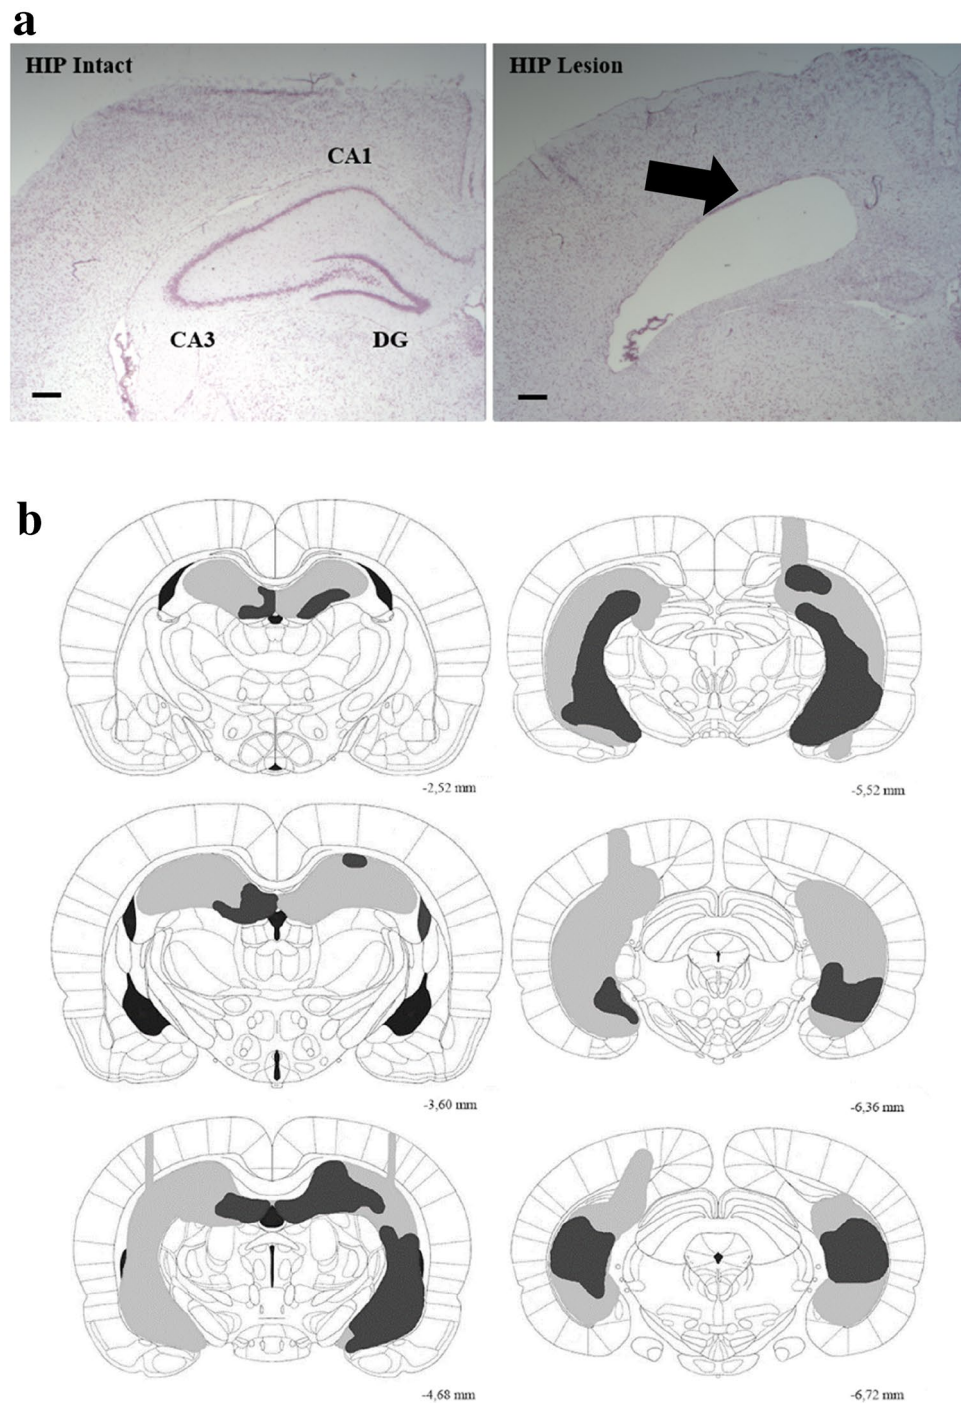 a
HIP Intact
HIP Lesion
CA1
CA3
DG
b
-2,52 mm
-5,52 mm
-3,60 mm
-6,36 mm
-4,68 mm
-6,72 mm